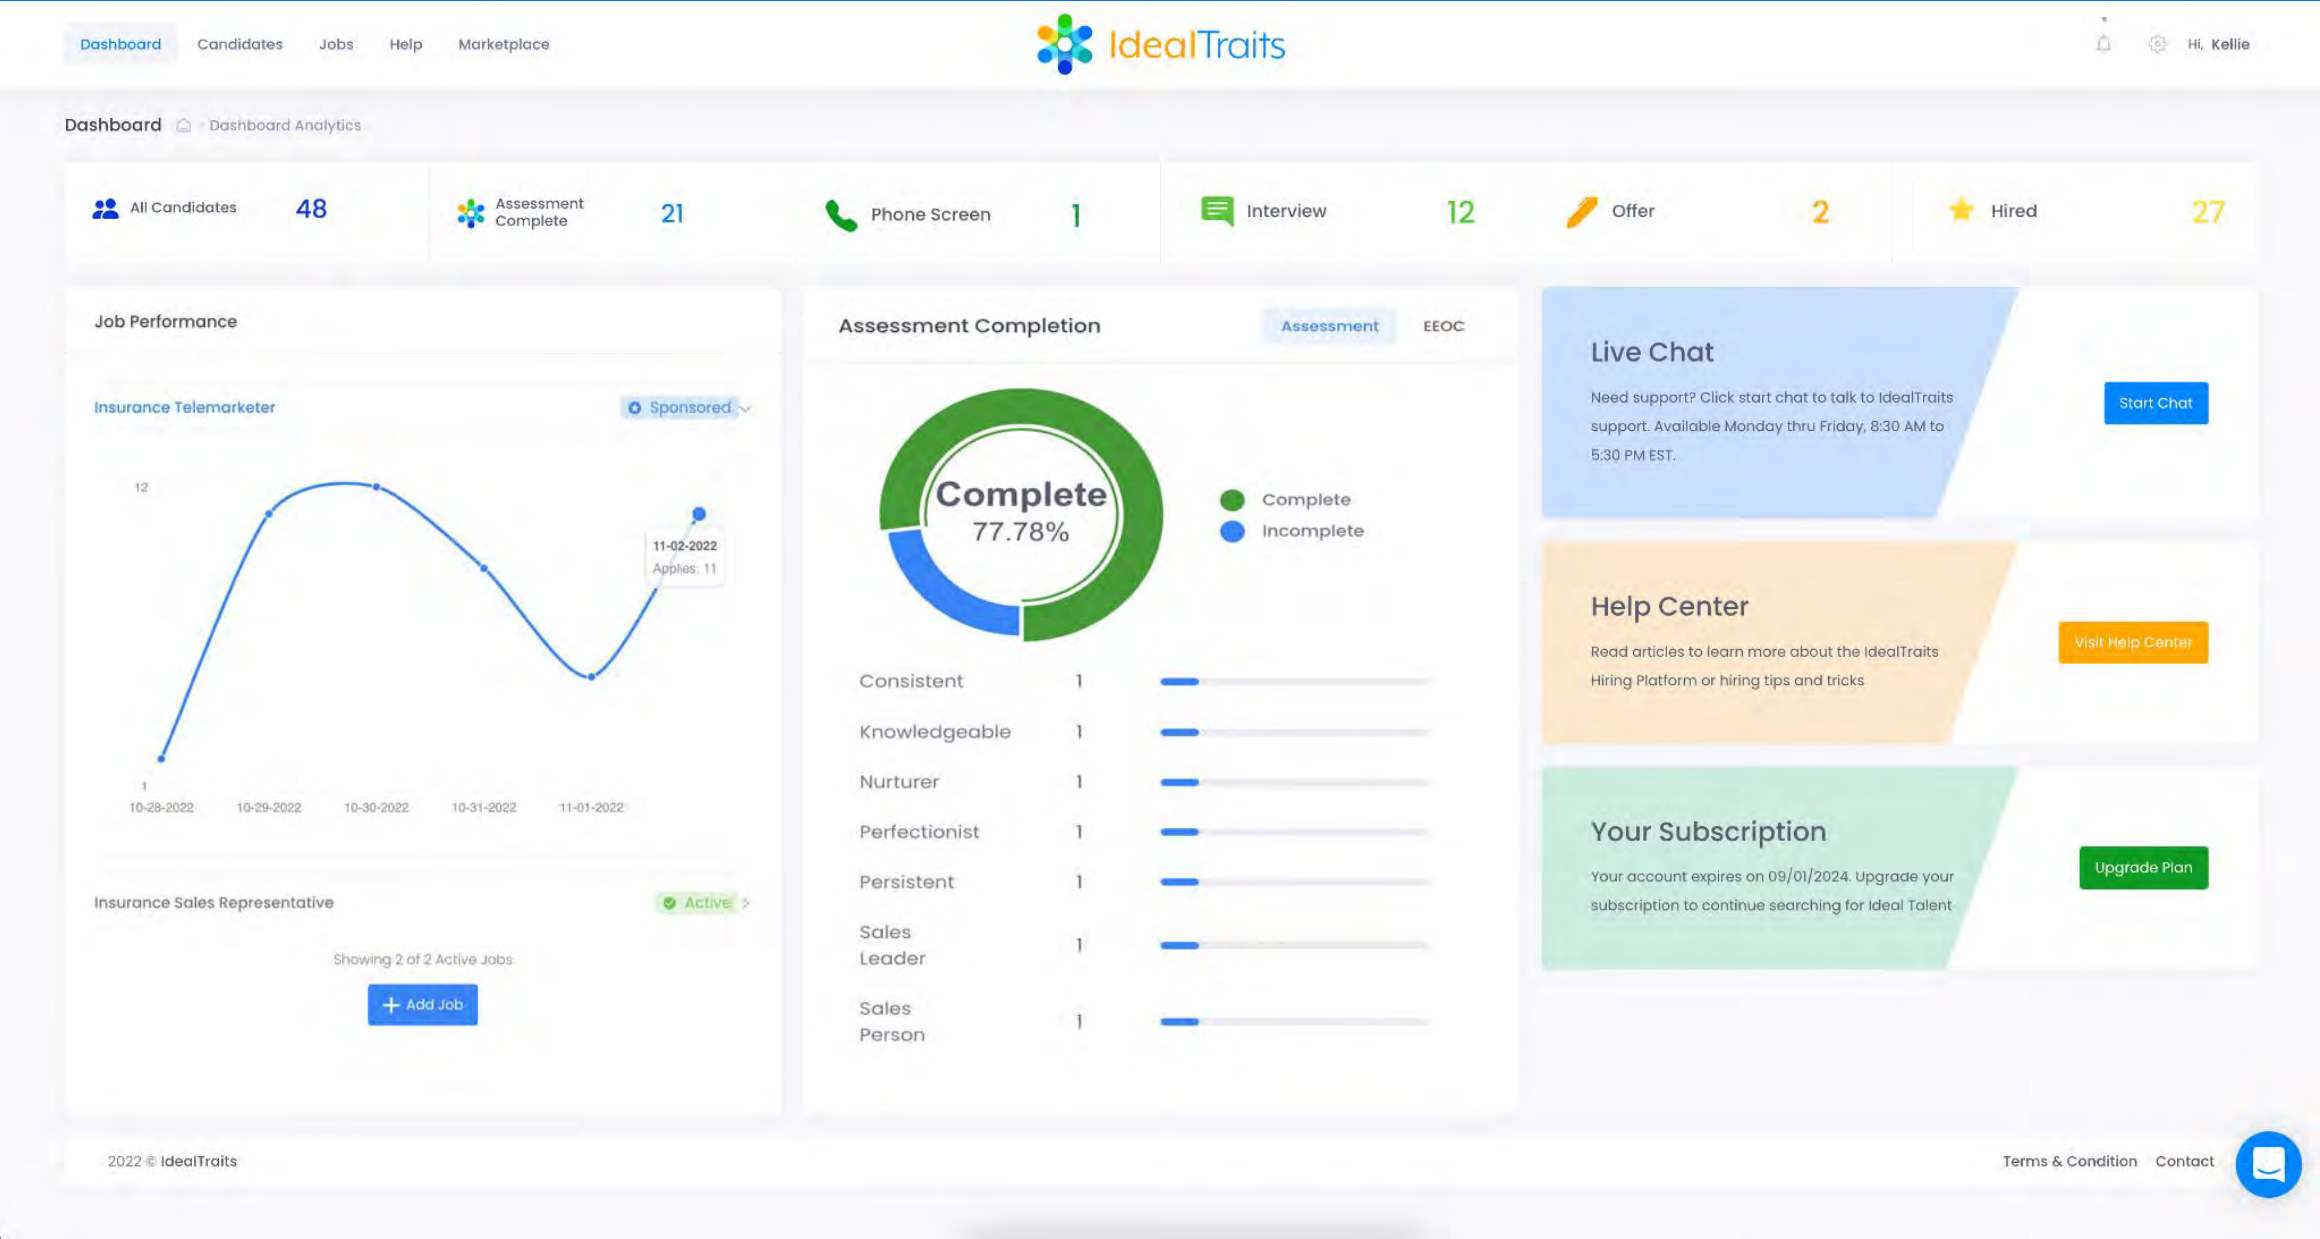 Dashboard
Candidates
Jobs
Help
Marketplace
IdealTraits
Hi, Kellie
Dashboard
Dashboard Analytics
All Candidates
48
Assessment
Complete
21
Phone Screen
1
Interview
12
Offer
2
Hired
27
Job Performance
Insurance Telemarketer
Sponsored
12
11-02-2022
Applies: 11
1
10-28-2022
10-29-2022
10-30-2022
10-31-2022
11-01-2022
Insurance Sales Representative
Active
Showing 2 of 2 Active Jobs
Add Job
Assessment Completion
Assessment
EEOC
Complete
77.78%
Complete
Incomplete
Consistent 1
Knowledgeable 1
Nurturer 1
Perfectionist 1
Persistent 1
Sales
Leader
1
Sales
Person
1
Live Chat
Need support? Click start chat to talk to IdealTraits
support. Available Monday thru Friday, 8:30 AM to
5:30 PM EST.
Start Chat
Help Center
Read articles to learn more about the IdealTraits
Hiring Platform or hiring tips and tricks
Visit Help Center
Your Subscription
Your account expires on 09/01/2024. Upgrade your
subscription to continue searching for Ideal Talent
Upgrade Plan
2022 © IdealTraits
Terms & Condition
Contact